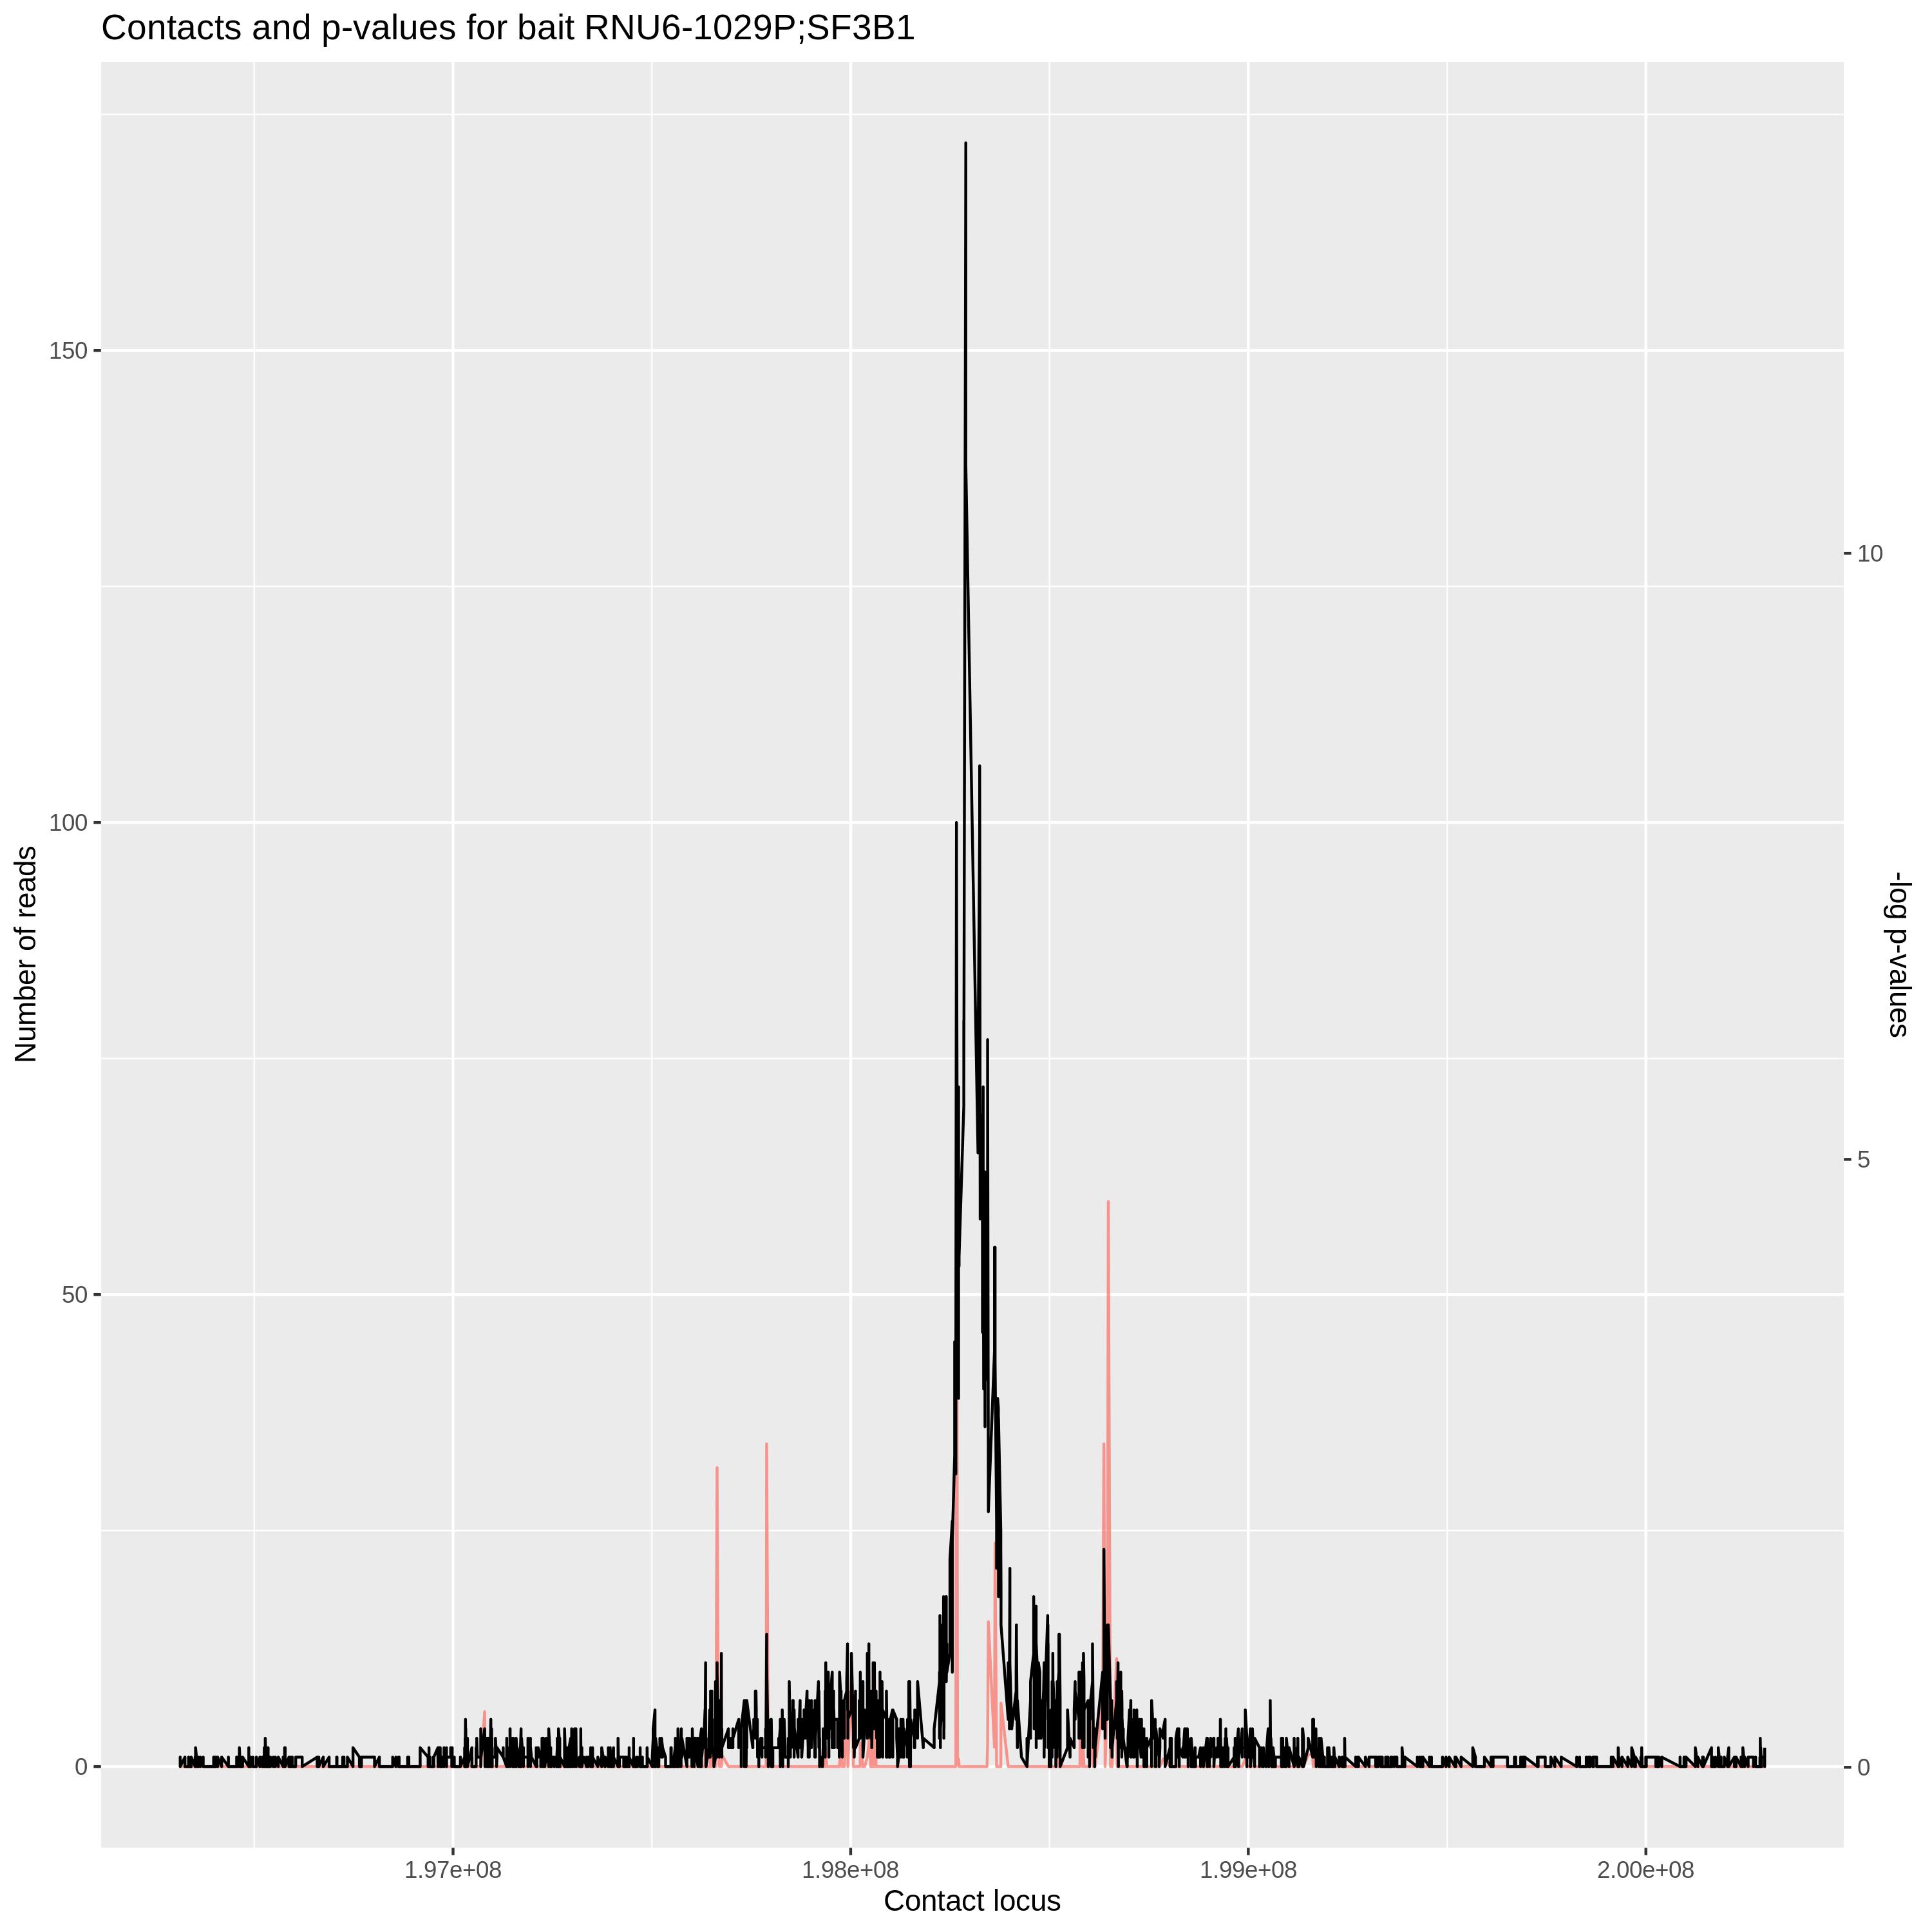 Contacts and p-values for bait RNU6-1029P;SF3B1
150
100
50
0
Number of reads
10
5
0
-log p-values
1.97e+08
1.98e+08
1.99e+08
2.00e+08
Contact locus